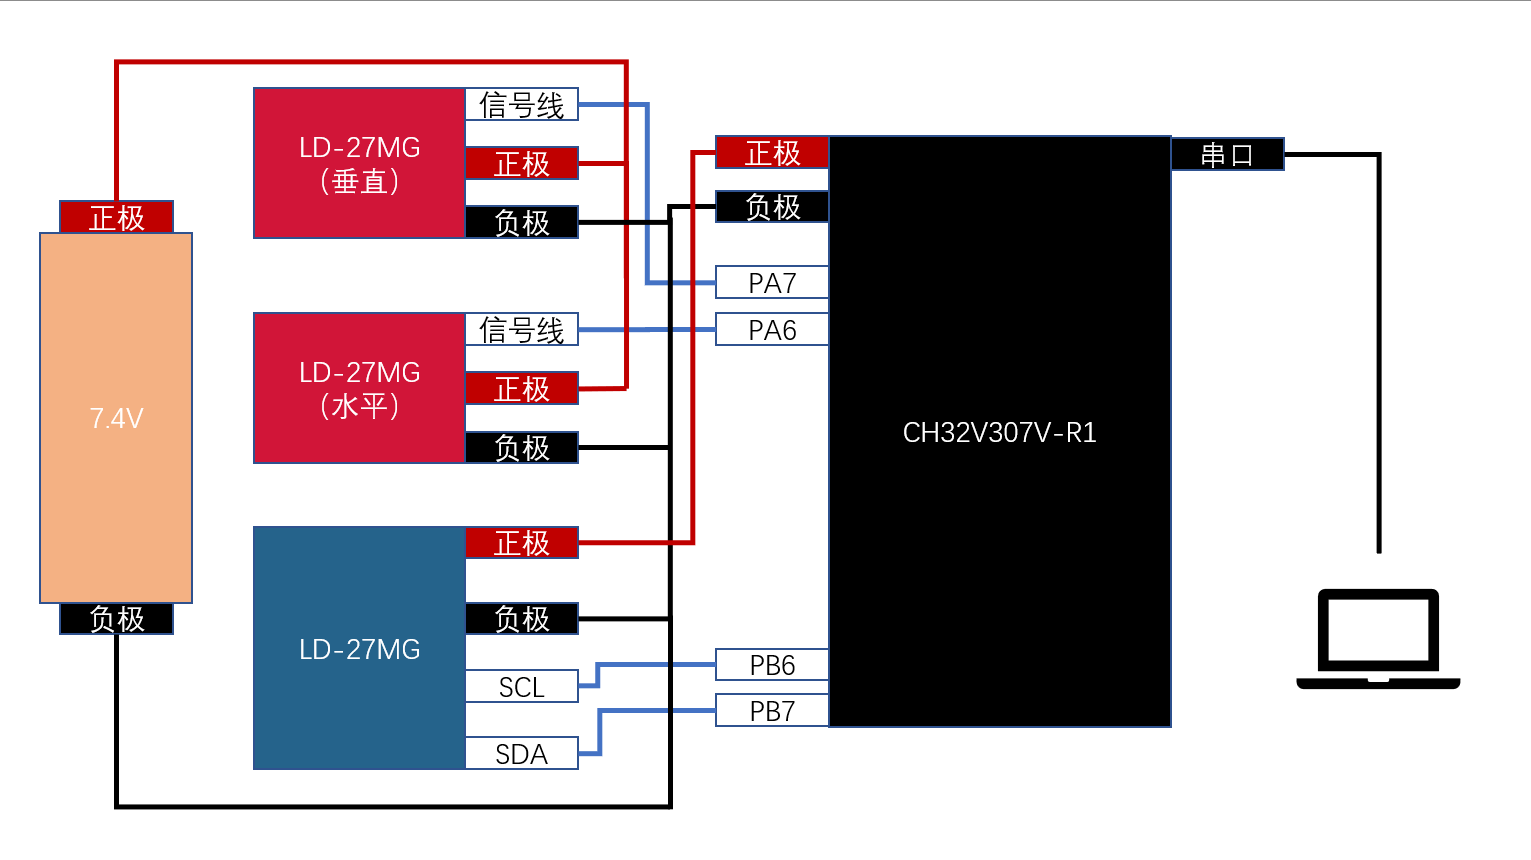 正极
7.4V
负极
LD-27MG
（垂直）
信号线
正极
负极
LD-27MG
（水平）
信号线
正极
负极
LD-27MG
正极
负极
SCL
SDA
正极
负极
PA7
PA6
PB6
PB7
CH32V307V-R1
串口